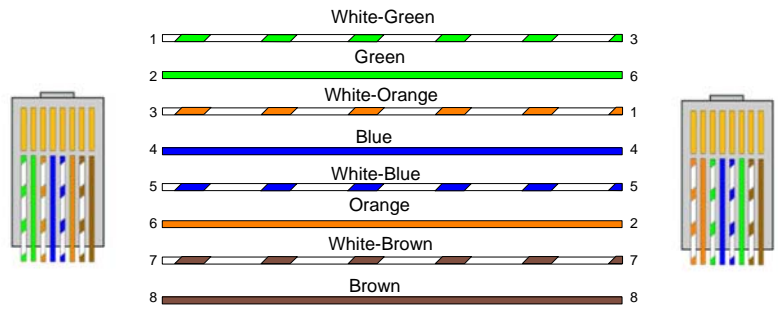 White-Green
1 3
Green
2 6
White-Orange
3 1
Blue
4 4
White-Blue
5 5
Orange
6 2
White-Brown
7 7
Brown
8 8